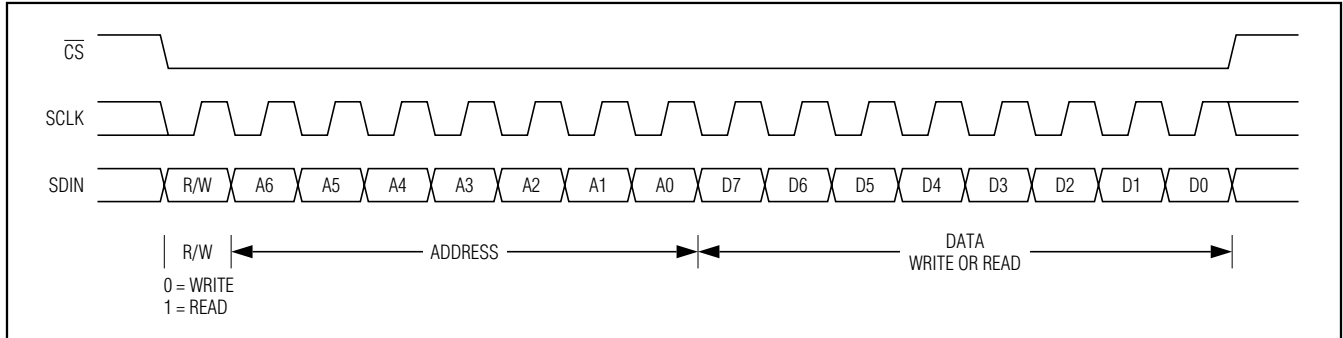 CS
SCLK
SDIN R/W A6 A5 A4 A3 A2 A1 A0 D7 D6 D5 D4 D3 D2 D1 D0
R/W ADDRESS DATA
WRITE OR READ
0 = WRITE
1 = READ